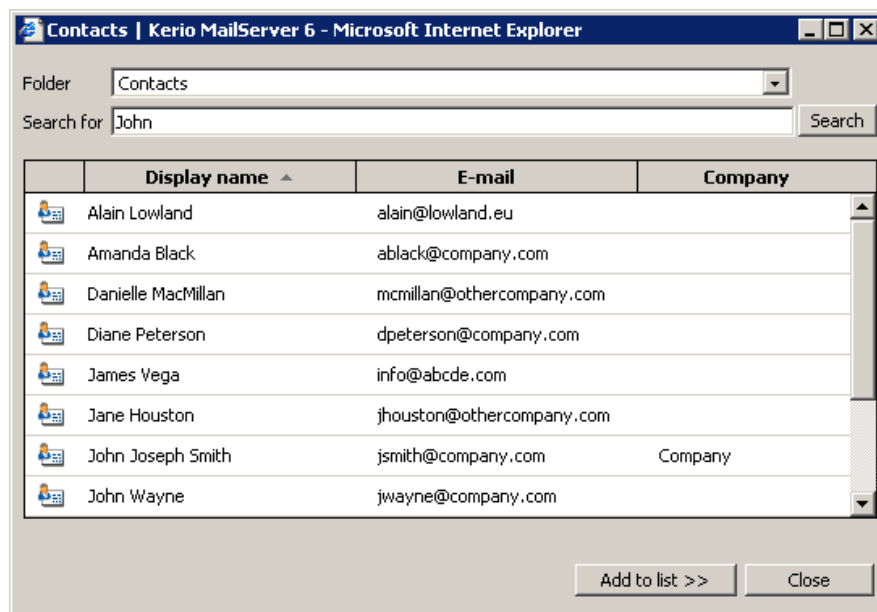 Contacts | Kerio MailServer 6 - Microsoft Internet Explorer
Folder Contacts
Search for John Search
Display name E-mail Company
Alain Lowland alain@lowland.eu
Amanda Black ablack@company.com
Danielle MacMillan mcmillan@othercompany.com
Diane Peterson dpeterson@company.com
James Vega info@abcde.com
Jane Houston jhouston@othercompany.com
John Joseph Smith jsmith@company.com Company
John Wayne jwayne@company.com
Add to list >> Close